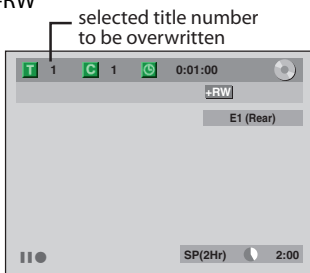 +RW
selected title number
to be overwritten
T 1 C 1 0:01:00
+RW
E1 (Rear)
SP(2Hr) 2:00